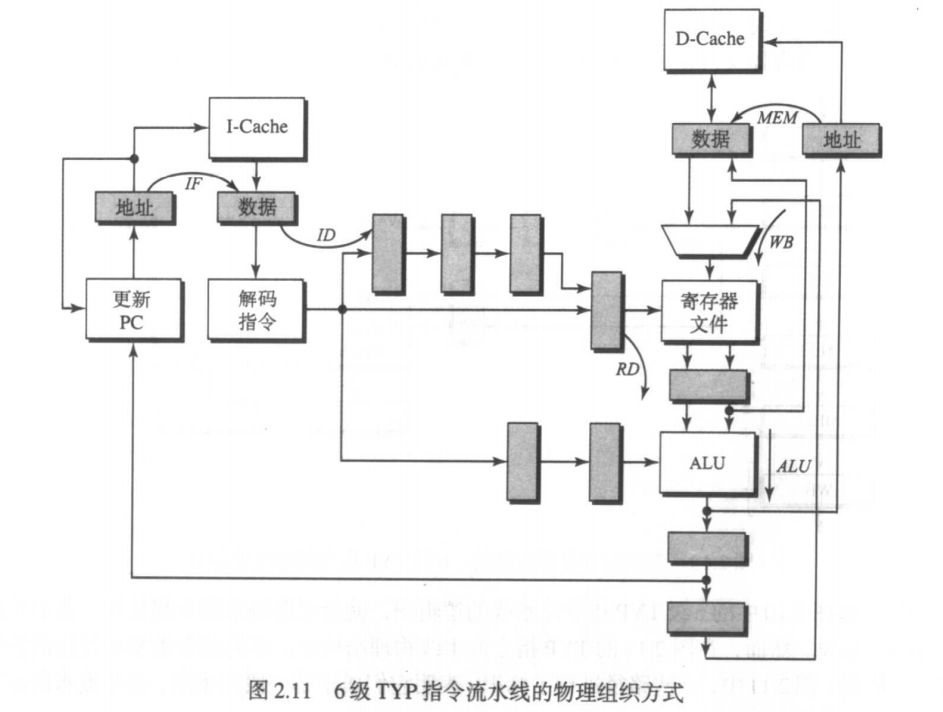 D-Cache
I-Cache
数据
MEM
地址
地址
IF
数据
ID
WB
更新
PC
解码
指令
寄存器
文件
RD
ALU
ALU
图 2.11 6级 TYP 指令流水线的物理组织方式